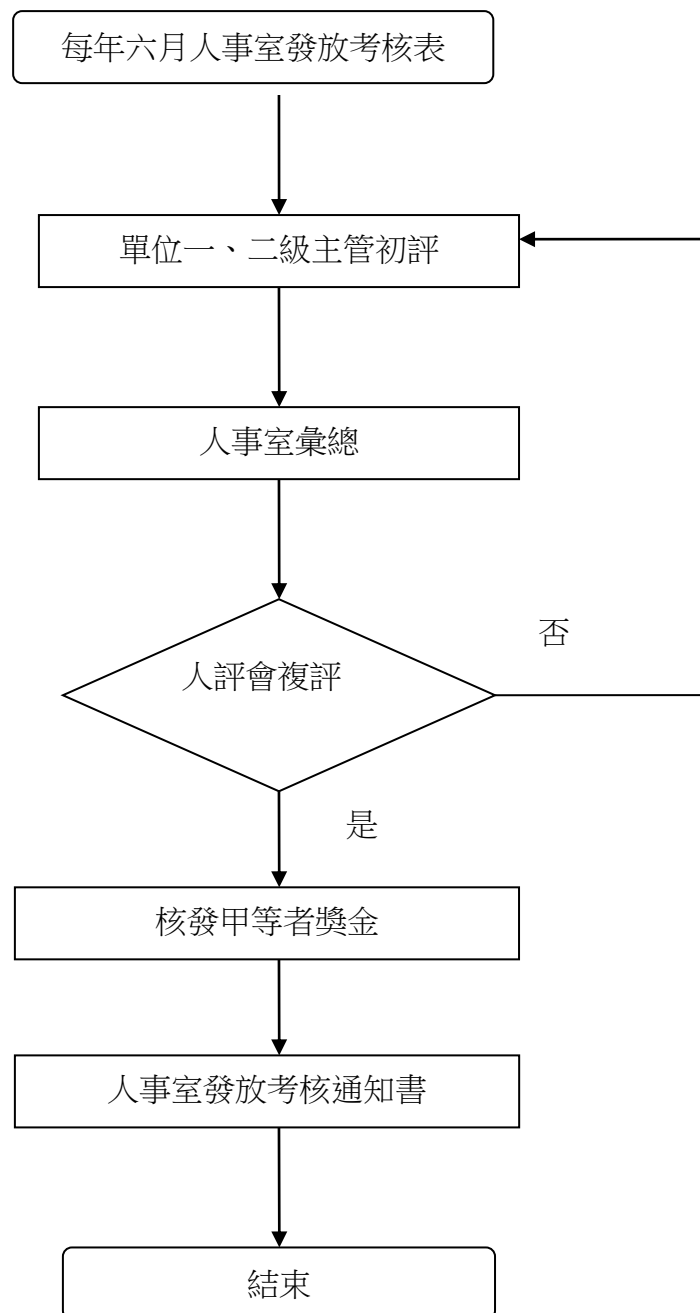 每年六月人事室發放考核表
單位一、二級主管初評
人事室彙總
否
人評會複評
是
核發甲等者獎金
人事室發放考核通知書
結束